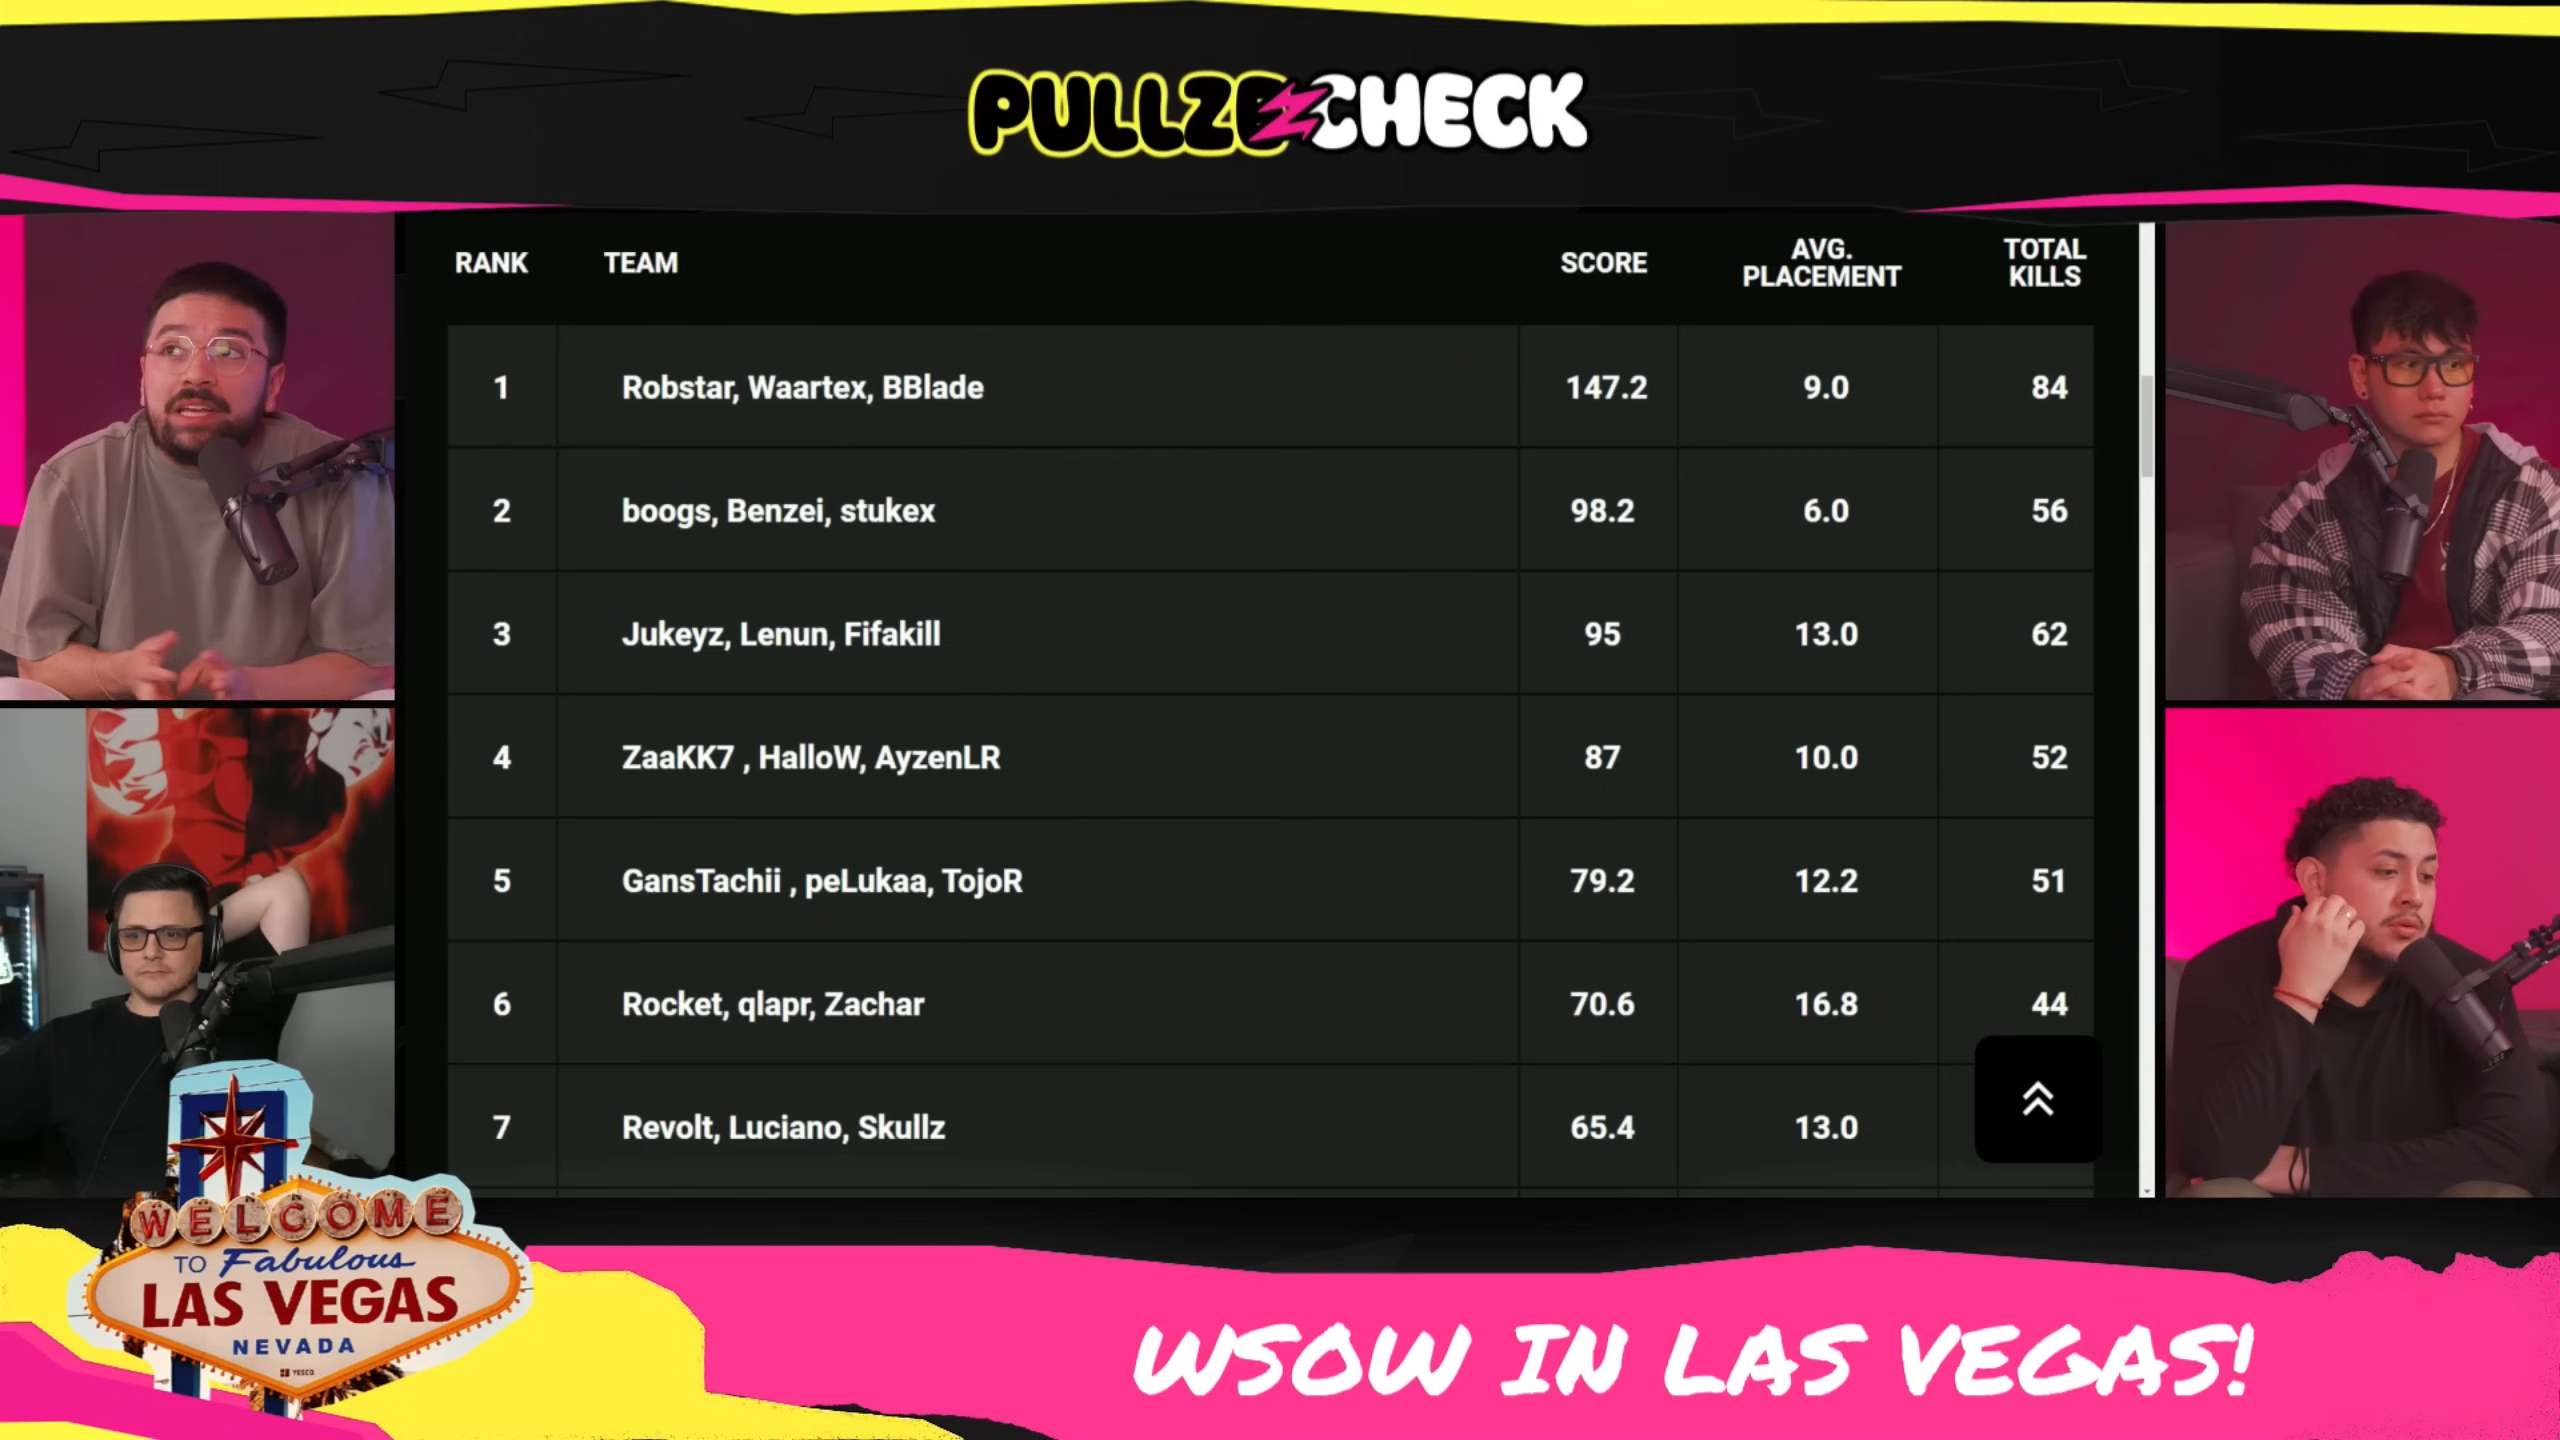 PULLZE CHECK
RANK TEAM SCORE AVG. PLACEMENT TOTAL KILLS
1 Robstar, Waartex, BBlade 147.2 9.0 84
2 boogs, Benzei, stukex 98.2 6.0 56
3 Jukeyz, Lenun, Fifakill 95 13.0 62
4 ZaaKK7 , HalloW, AyzenLR 87 10.0 52
5 GansTachii , peLukaa, TojoR 79.2 12.2 51
6 Rocket, qlapr, Zachar 70.6 16.8 44
7 Revolt, Luciano, Skullz 65.4 13.0
WELCOME
TO Fabulous
LAS VEGAS
NEVADA
YESCO
WSOW IN LAS VEGAS!